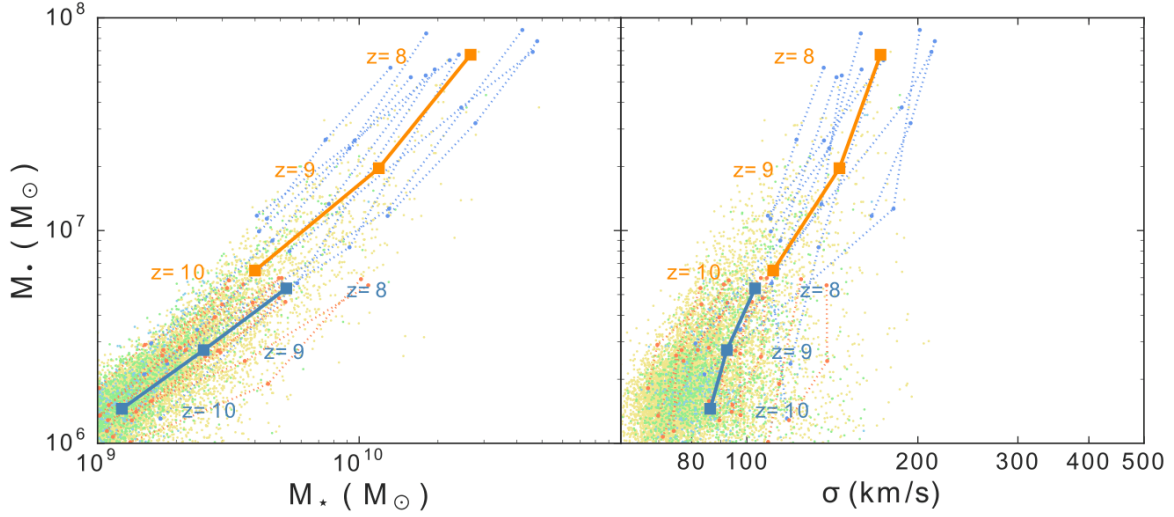 10⁸
z= 8
z= 8
z= 9
z= 9
M• ( M⊙ )
10⁷
z= 10
z= 10
z= 8
z= 8
z= 9
z= 9
z= 10
z= 10
10⁶
10⁹
10¹⁰
80
100
200
300
400
500
M⋆ ( M⊙ )
σ (km/s)